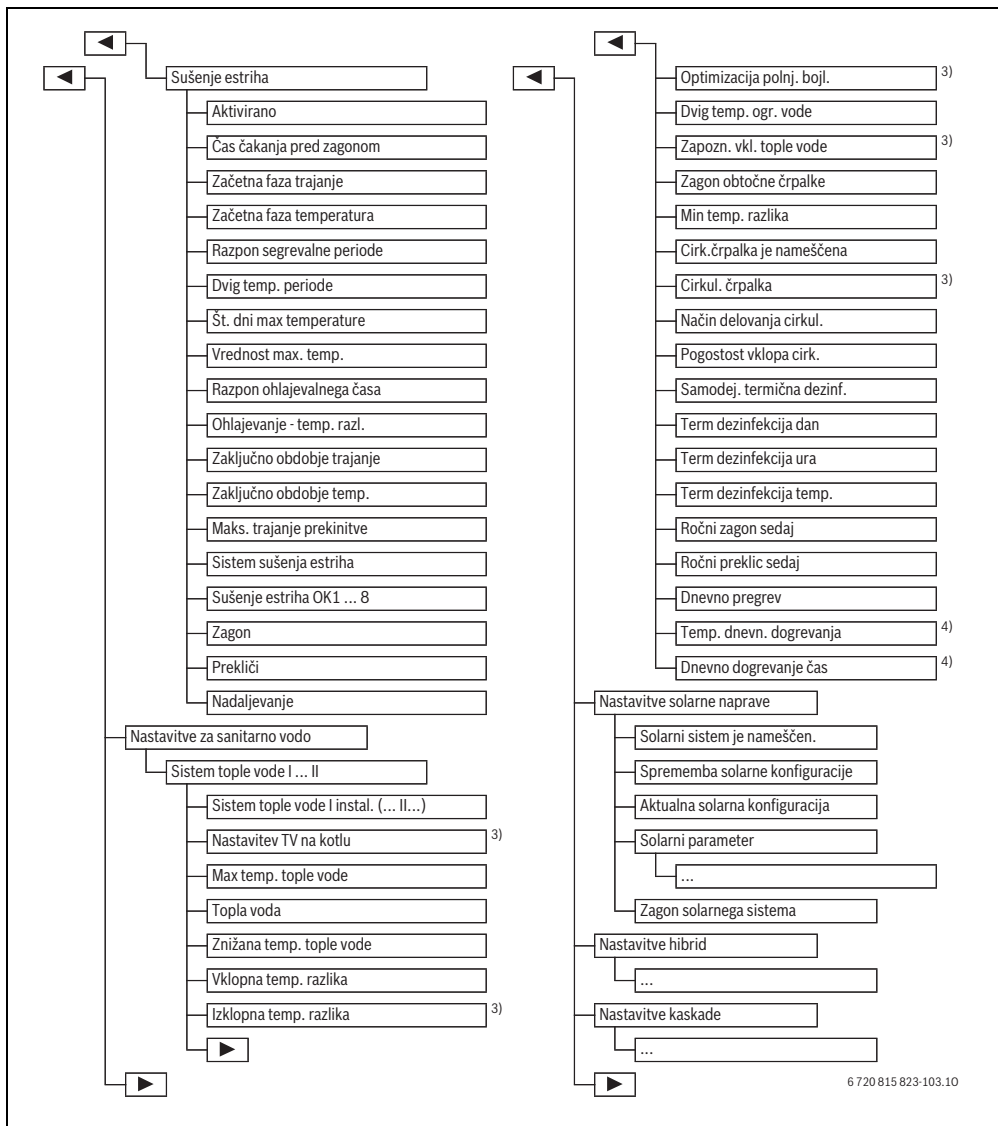 Sušenje estriha
Aktivirano
Čas čakanja pred zagonom
Začetna faza trajanje
Začetna faza temperatura
Razpon segrevalne periode
Dvig temp. periode
Št. dni max temperature
Vrednost max. temp.
Razpon ohlajevalnega časa
Ohlajevanje - temp. razl.
Zaključno obdobje trajanje
Zaključno obdobje temp.
Maks. trajanje prekinitve
Sistem sušenja estriha
Sušenje estriha OK1 ... 8
Zagon
Prekliči
Nadaljevanje
Nastavitve za sanitarno vodo
Sistem tople vode I ... II
Sistem tople vode I instal. (... II...)
Nastavitev TV na kotlu 3)
Max temp. tople vode
Topla voda
Znižana temp. tople vode
Vklopna temp. razlika
Izklopna temp. razlika 3)
Optimizacija polnj. bojl. 3)
Dvig temp. ogr. vode
Zapozn. vkl. tople vode 3)
Zagon obtočne črpalke
Min temp. razlika
Cirk.črpalka je nameščena
Cirkul. črpalka 3)
Način delovanja cirkul.
Pogostost vklopa cirk.
Samodej. termična dezinf.
Term dezinfekcija dan
Term dezinfekcija ura
Term dezinfekcija temp.
Ročni zagon sedaj
Ročni preklic sedaj
Dnevno pregrev
Temp. dnevn. dogrevanja 4)
Dnevno dogrevanje čas 4)
Nastavitve solarne naprave
Solarni sistem je nameščen.
Sprememba solarne konfiguracije
Aktualna solarna konfiguracija
Solarni parameter
...
Zagon solarnega sistema
Nastavitve hibrid
...
Nastavitve kaskade
...
6 720 815 823-103.1O